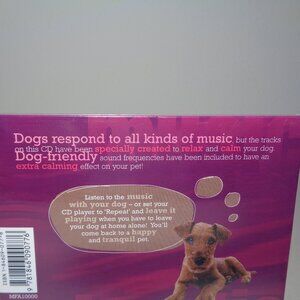 Dogs respond to all kinds of music but the tracks
on this CD have been specially created to relax and calm your dog.
Dog-friendly sound frequencies have been included to have an
extra calming effect on your pet!
Listen to the music
with your dog – or set your
CD player to 'Repeat' and leave it
playing when you have to leave
your dog at home alone! You'll
come back to a happy
and tranquil pet.
MFA10000